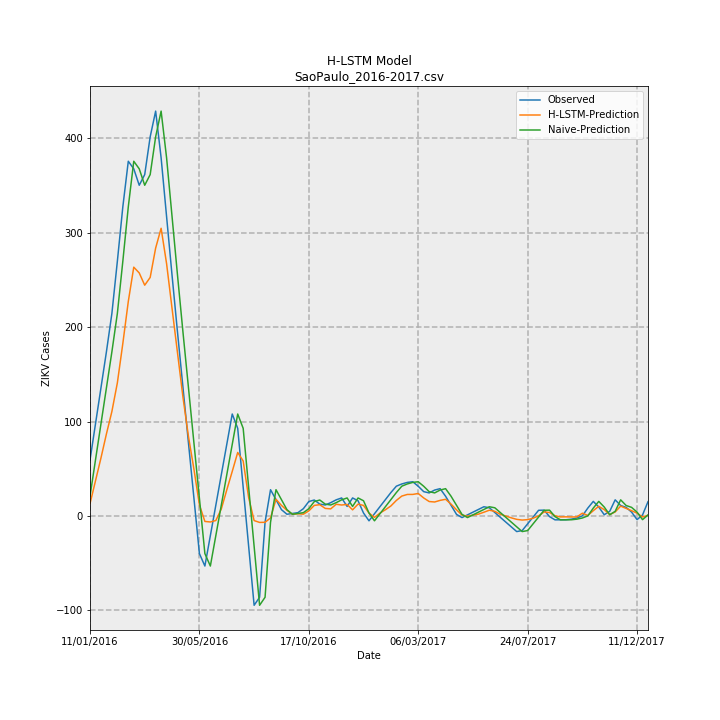 H-LSTM Model
SaoPaulo_2016-2017.csv
Observed
H-LSTM-Prediction
Naive-Prediction
ZIKV Cases
400
300
200
100
0
−100
11/01/2016
30/05/2016
17/10/2016
06/03/2017
24/07/2017
11/12/2017
Date